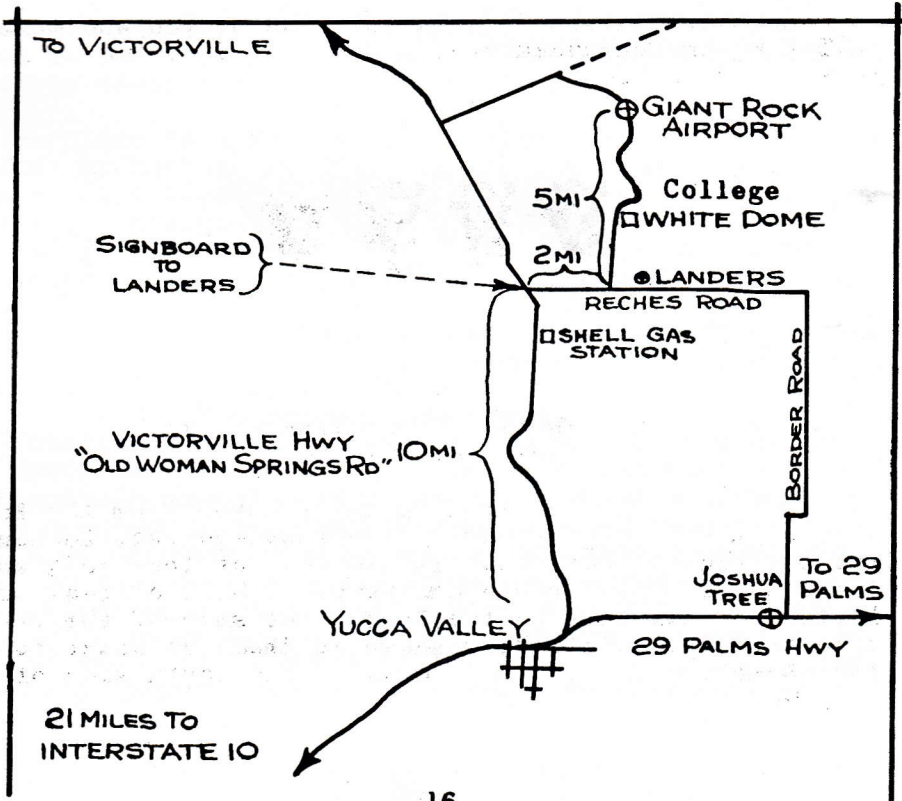 TO VICTORVILLE
GIANT ROCK
AIRPORT
5MI
College
WHITE DOME
SIGNBOARD
TO
LANDERS
2MI
LANDERS
RECHES ROAD
SHELL GAS
STATION
BORDER ROAD
VICTORVILLE HWY
"OLD WOMAN SPRINGS RD"
10MI
JOSHUA
TREE
TO 29
PALMS
YUCCA VALLEY
29 PALMS HWY
21 MILES TO
INTERSTATE 10
16